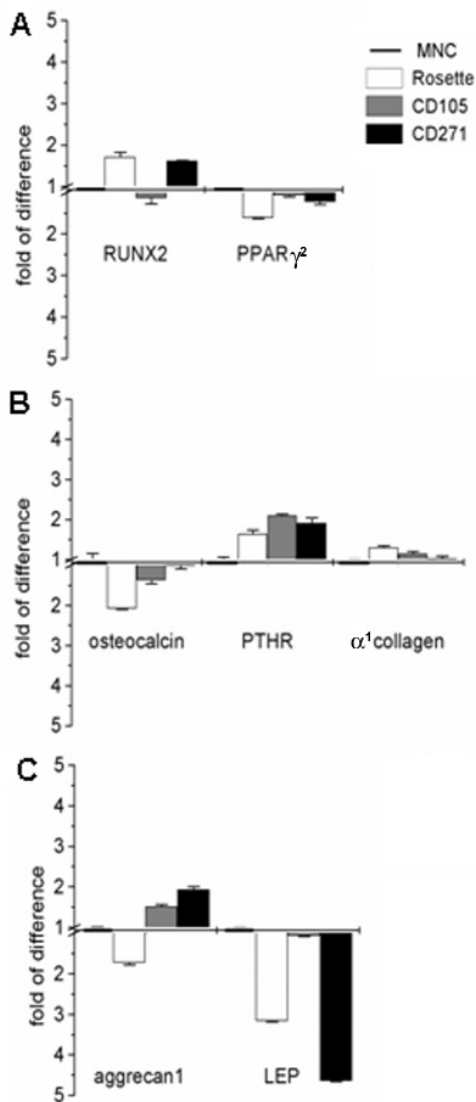 A
5
4
3
2
1
1
2
3
4
5
fold of difference
MNC
Rosette
CD105
CD271
RUNX2 PPARγ²
B
5
4
3
2
1
2
3
4
5
fold of difference
osteocalcin PTHR α¹collagen
C
5
4
3
2
1
2
3
4
5
fold of difference
aggrecan1 LEP